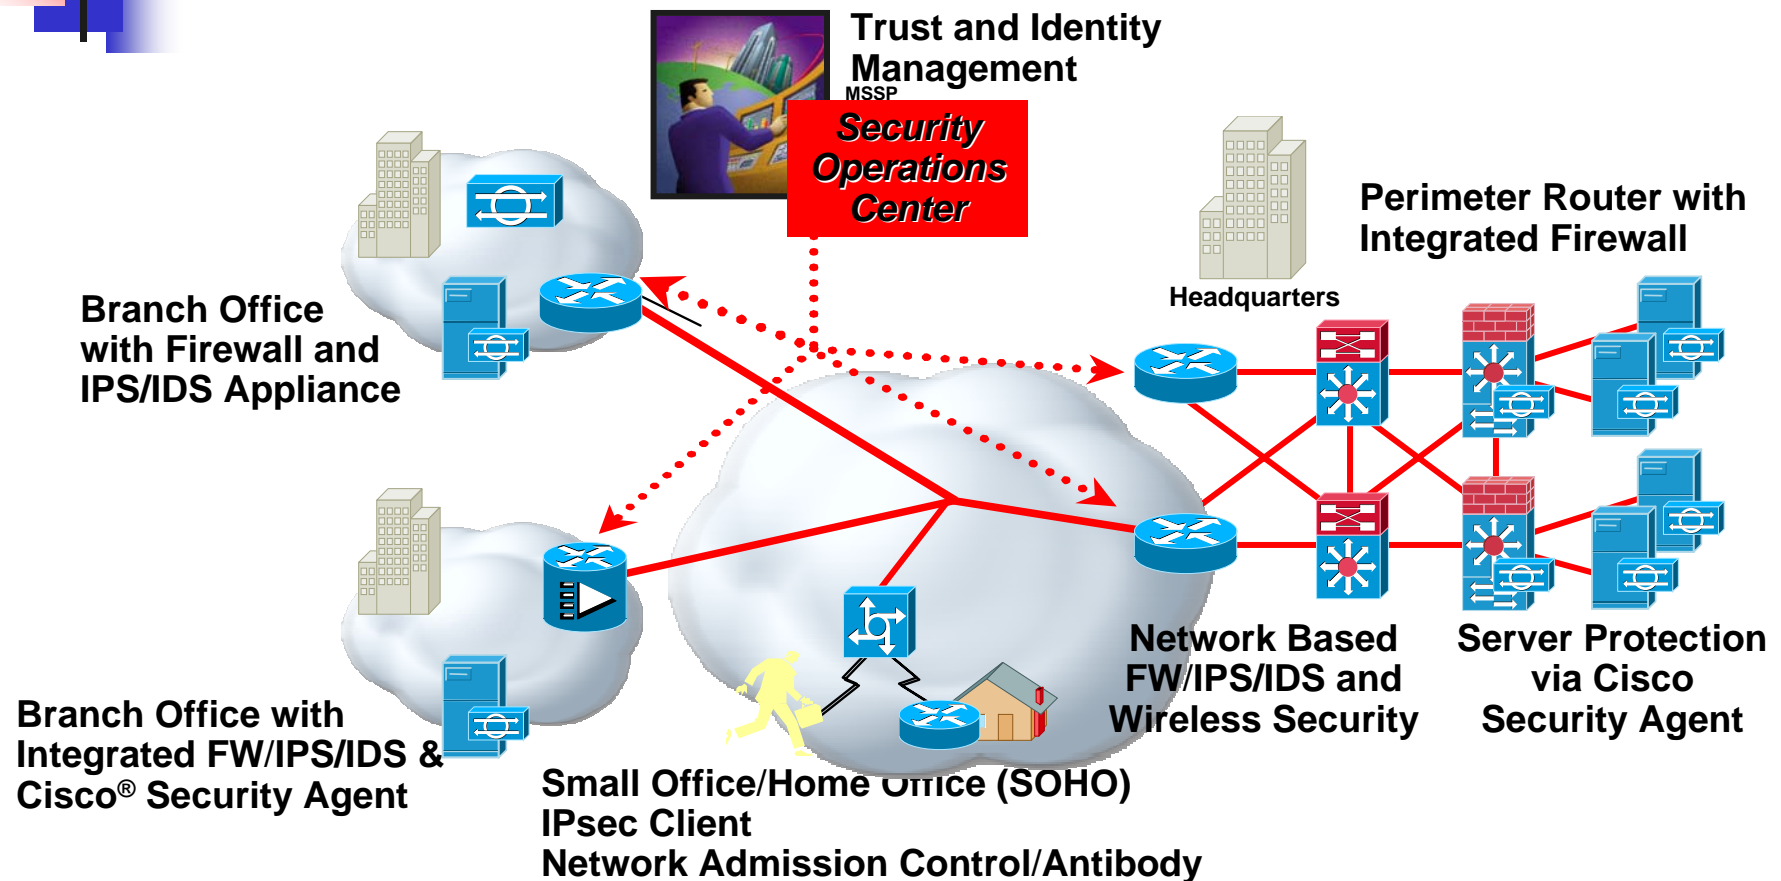 Trust and Identity
Management
MSSP
Security
Operations
Center
Perimeter Router with
Integrated Firewall
Headquarters
Branch Office
with Firewall and
IPS/IDS Appliance
Network Based
FW/IPS/IDS and
Wireless Security
Server Protection
via Cisco
Security Agent
Branch Office with
Integrated FW/IPS/IDS &
Cisco® Security Agent
Small Office/Home Office (SOHO)
IPsec Client
Network Admission Control/Antibody